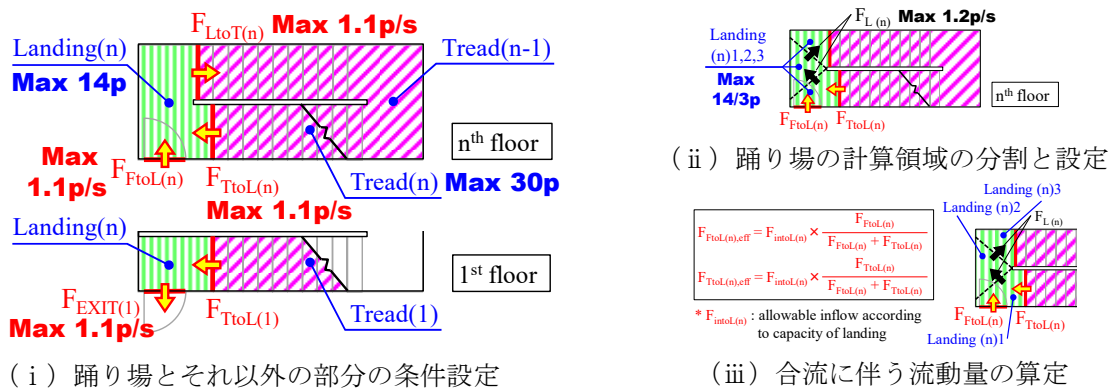 F_LtoT(n) Max 1.1p/s
Landing(n)
Tread(n-1)
Max 14p
nth floor
Max
1.1p/s
F_FtoL(n)
F_TtoL(n)
Tread(n) Max 30p
Max 1.1p/s
Landing(n)
1st floor
F_EXIT(1)
F_TtoL(1)
Tread(1)
Max 1.1p/s
(ⅰ)踊り場とそれ以外の部分の条件設定
F_L(n) Max 1.2p/s
Landing
(n)1,2,3
Max
14/3p
nth floor
F_FtoL(n)
F_TtoL(n)
(ⅱ)踊り場の計算領域の分割と設定
Landing (n)3
Landing (n)2
F_L(n)
F_FtoL(n),eff = F_intoL(n) × F_FtoL(n) / (F_FtoL(n) + F_TtoL(n))
F_TtoL(n),eff = F_intoL(n) × F_TtoL(n) / (F_FtoL(n) + F_TtoL(n))
* F_intoL(n) : allowable inflow according
to capacity of landing
F_FtoL(n)
F_TtoL(n)
Landing (n)1
(ⅲ)合流に伴う流動量の算定